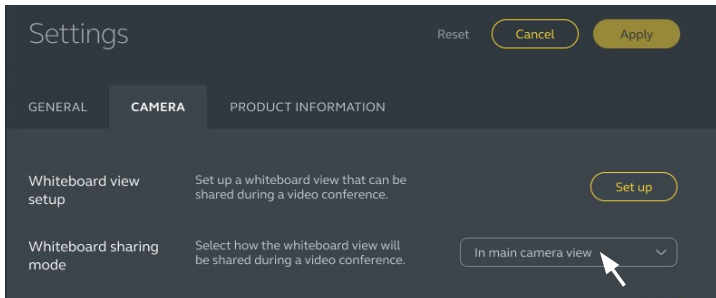 Settings
Reset
Cancel
Apply
GENERAL
CAMERA
PRODUCT INFORMATION
Whiteboard view
setup
Set up a whiteboard view that can be
shared during a video conference.
Set up
Whiteboard sharing
mode
Select how the whiteboard view will
be shared during a video conference.
In main camera view